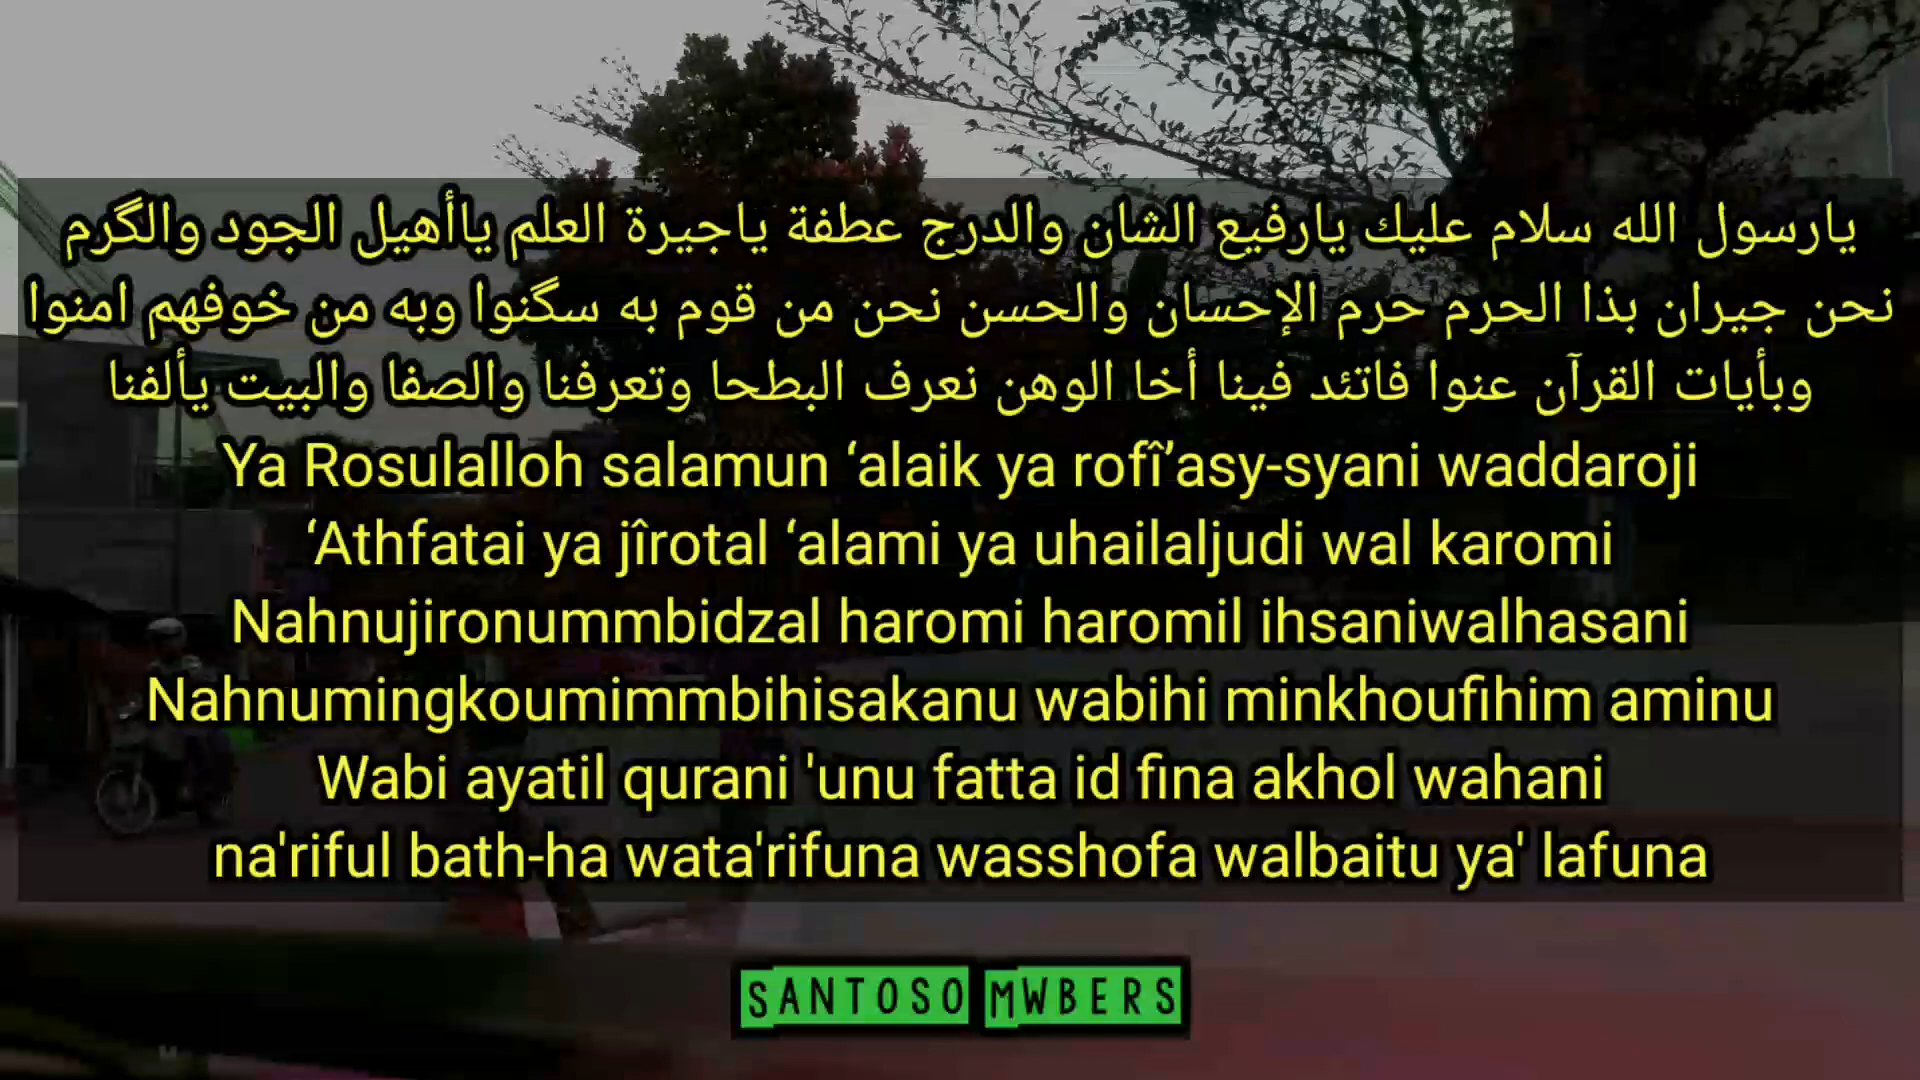 يارسول الله سلام عليك يارفيع الشان والدرج عطفة ياجيرة العلم ياأهيل الجود والگرم
نحن جيران بذا الحرم حرم الإحسان والحسن نحن من قوم به سگنوا وبه من خوفهم امنوا
وبأيات القرآن عنوا فاتئد فينا أخا الوهن نعرف البطحا وتعرفنا والصفا والبيت يألفنا
Ya Rosulalloh salamun ‘alaik ya rofî’asy-syani waddaroji
‘Athfatai ya jîrotal ‘alami ya uhailaljudi wal karomi
Nahnujironummbidzal haromi haromil ihsaniwalhasani
Nahnumingkoumimmbihisakanu wabihi minkhoufihim aminu
Wabi ayatil qurani 'unu fatta id fina akhol wahani
na'riful bath-ha wata'rifuna wasshofa walbaitu ya' lafuna
SANTOSO MWBERS